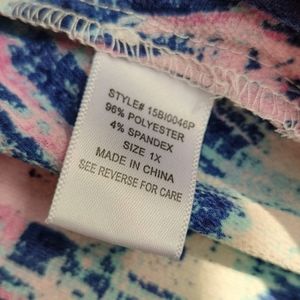 STYLE# 15BI0046P
96% POLYESTER
4% SPANDEX
SIZE 1X
MADE IN CHINA
SEE REVERSE FOR CARE